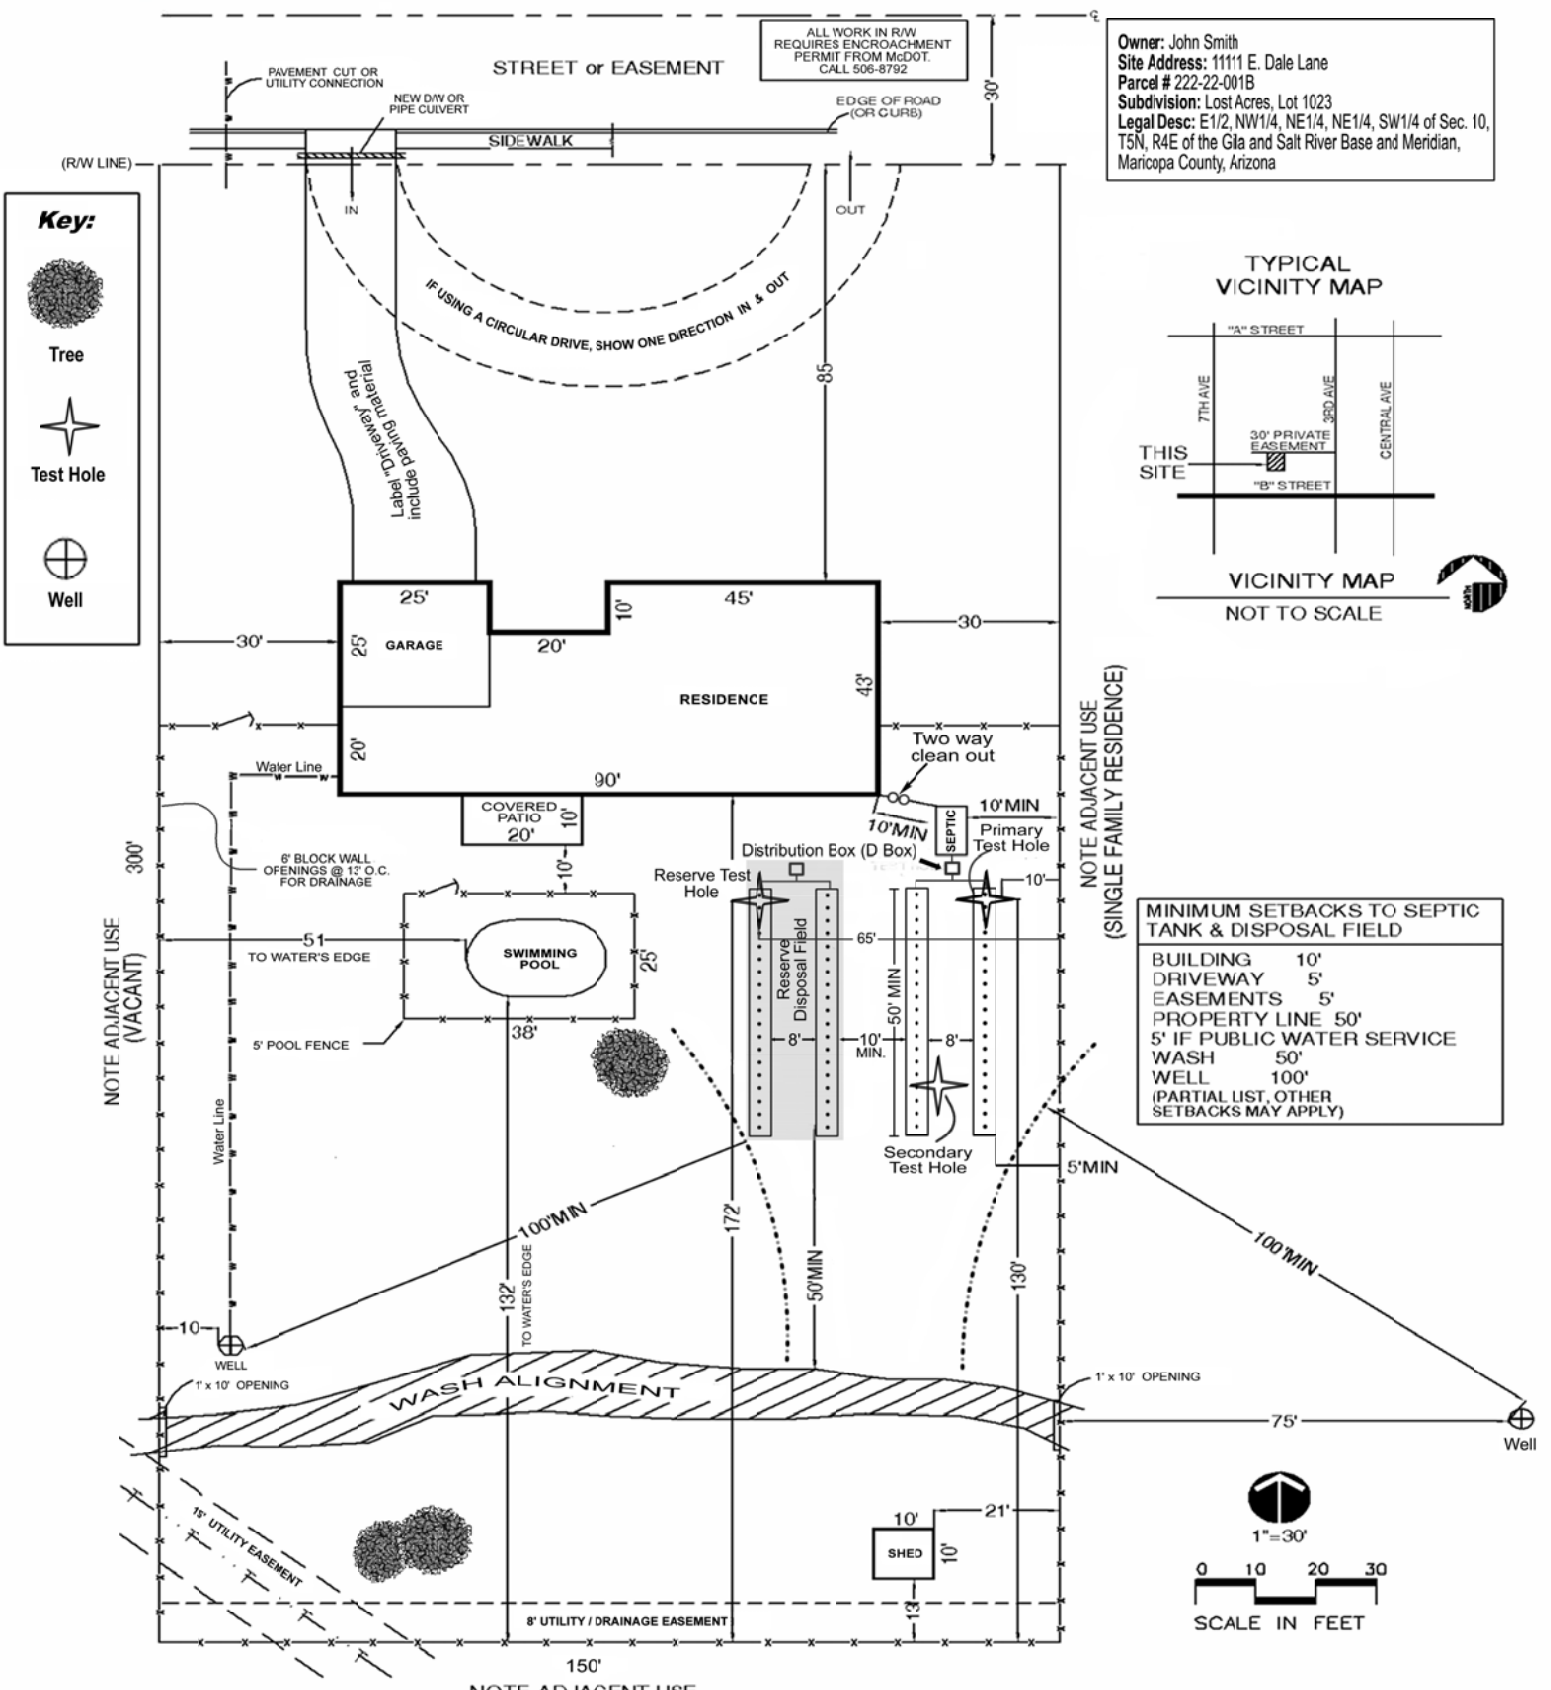 ℄
ALL WORK IN R/W
REQUIRES ENCROACHMENT
PERMIT FROM McDOT.
CALL 506-8792
STREET or EASEMENT
PAVEMENT CUT OR
UTILITY CONNECTION
NEW D/W OR
PIPE CULVERT
EDGE OF ROAD
(OR CURB)
SIDEWALK
30'
(R/W LINE)
IN
OUT
Owner: John Smith
Site Address: 11111 E. Dale Lane
Parcel # 222-22-001B
Subdivision: Lost Acres, Lot 1023
Legal Desc: E1/2, NW1/4, NE1/4, NE1/4, SW1/4 of Sec. 10,
T5N, R4E of the Gila and Salt River Base and Meridian,
Maricopa County, Arizona
Key:
Tree
Test Hole
Well
IF USING A CIRCULAR DRIVE, SHOW ONE DIRECTION IN & OUT
Label "Driveway" and
include paving material
85'
TYPICAL
VICINITY MAP
"A" STREET
7TH AVE
3RD AVE
CENTRAL AVE
30' PRIVATE
EASEMENT
THIS
SITE
"B" STREET
VICINITY MAP
NOT TO SCALE
NORTH
25'
45'
10'
25'
GARAGE
20'
30'
30
RESIDENCE
43'
20'
90'
Water Line
Two way
clean out
COVERED
PATIO
20'
10'
10'
10'MIN
SEPTIC
10'MIN
Primary
Test Hole
Distribution Box (D Box)
Reserve Test
Hole
10'
300'
6' BLOCK WALL
OPENINGS @ 13' O.C.
FOR DRAINAGE
NOTE ADJACENT USE
(SINGLE FAMILY RESIDENCE)
NOTE ADJACENT USE
(VACANT)
51
TO WATER'S EDGE
SWIMMING
POOL
25'
38'
5' POOL FENCE
Reserve
Disposal Field
65'
50' MIN
8'
10'
MIN.
8'
Secondary
Test Hole
5'MIN
MINIMUM SETBACKS TO SEPTIC
TANK & DISPOSAL FIELD
BUILDING 10'
DRIVEWAY 5'
EASEMENTS 5'
PROPERTY LINE 50'
5' IF PUBLIC WATER SERVICE
WASH 50'
WELL 100'
(PARTIAL LIST, OTHER
SETBACKS MAY APPLY)
Water Line
100'MIN
132'
TO WATER'S EDGE
172'
50'MIN
130'
100'MIN
10
WELL
1' x 10' OPENING
WASH ALIGNMENT
1' x 10' OPENING
75'
Well
15' UTILITY EASEMENT
10'
SHED
10'
21'
13'
8' UTILITY / DRAINAGE EASEMENT
1"=30'
0 10 20 30
SCALE IN FEET
150'
NOTE ADJACENT USE